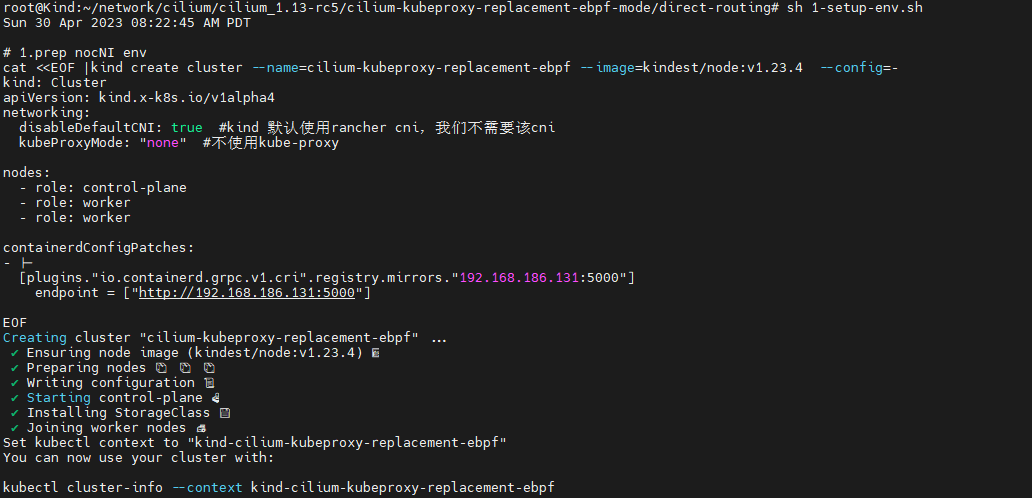 root@Kind:~/network/cilium/cilium_1.13-rc5/cilium-kubeproxy-replacement-ebpf-mode/direct-routing# sh 1-setup-env.sh
Sun 30 Apr 2023 08:22:45 AM PDT

# 1.prep nocNI env
cat <<EOF |kind create cluster --name=cilium-kubeproxy-replacement-ebpf --image=kindest/node:v1.23.4  --config=-
kind: Cluster
apiVersion: kind.x-k8s.io/v1alpha4
networking:
  disableDefaultCNI: true  #kind 默认使用rancher cni，我们不需要该cni
  kubeProxyMode: "none"  #不使用kube-proxy

nodes:
  - role: control-plane
  - role: worker
  - role: worker

containerdConfigPatches:
- |-
  [plugins."io.containerd.grpc.v1.cri".registry.mirrors."192.168.186.131:5000"]
    endpoint = ["http://192.168.186.131:5000"]

EOF
Creating cluster "cilium-kubeproxy-replacement-ebpf" ...
 ✓ Ensuring node image (kindest/node:v1.23.4) 🖼
 ✓ Preparing nodes 📦 📦 📦
 ✓ Writing configuration 📜
 ✓ Starting control-plane 🕹
 ✓ Installing StorageClass 💾
 ✓ Joining worker nodes 🚜
Set kubectl context to "kind-cilium-kubeproxy-replacement-ebpf"
You can now use your cluster with:

kubectl cluster-info --context kind-cilium-kubeproxy-replacement-ebpf